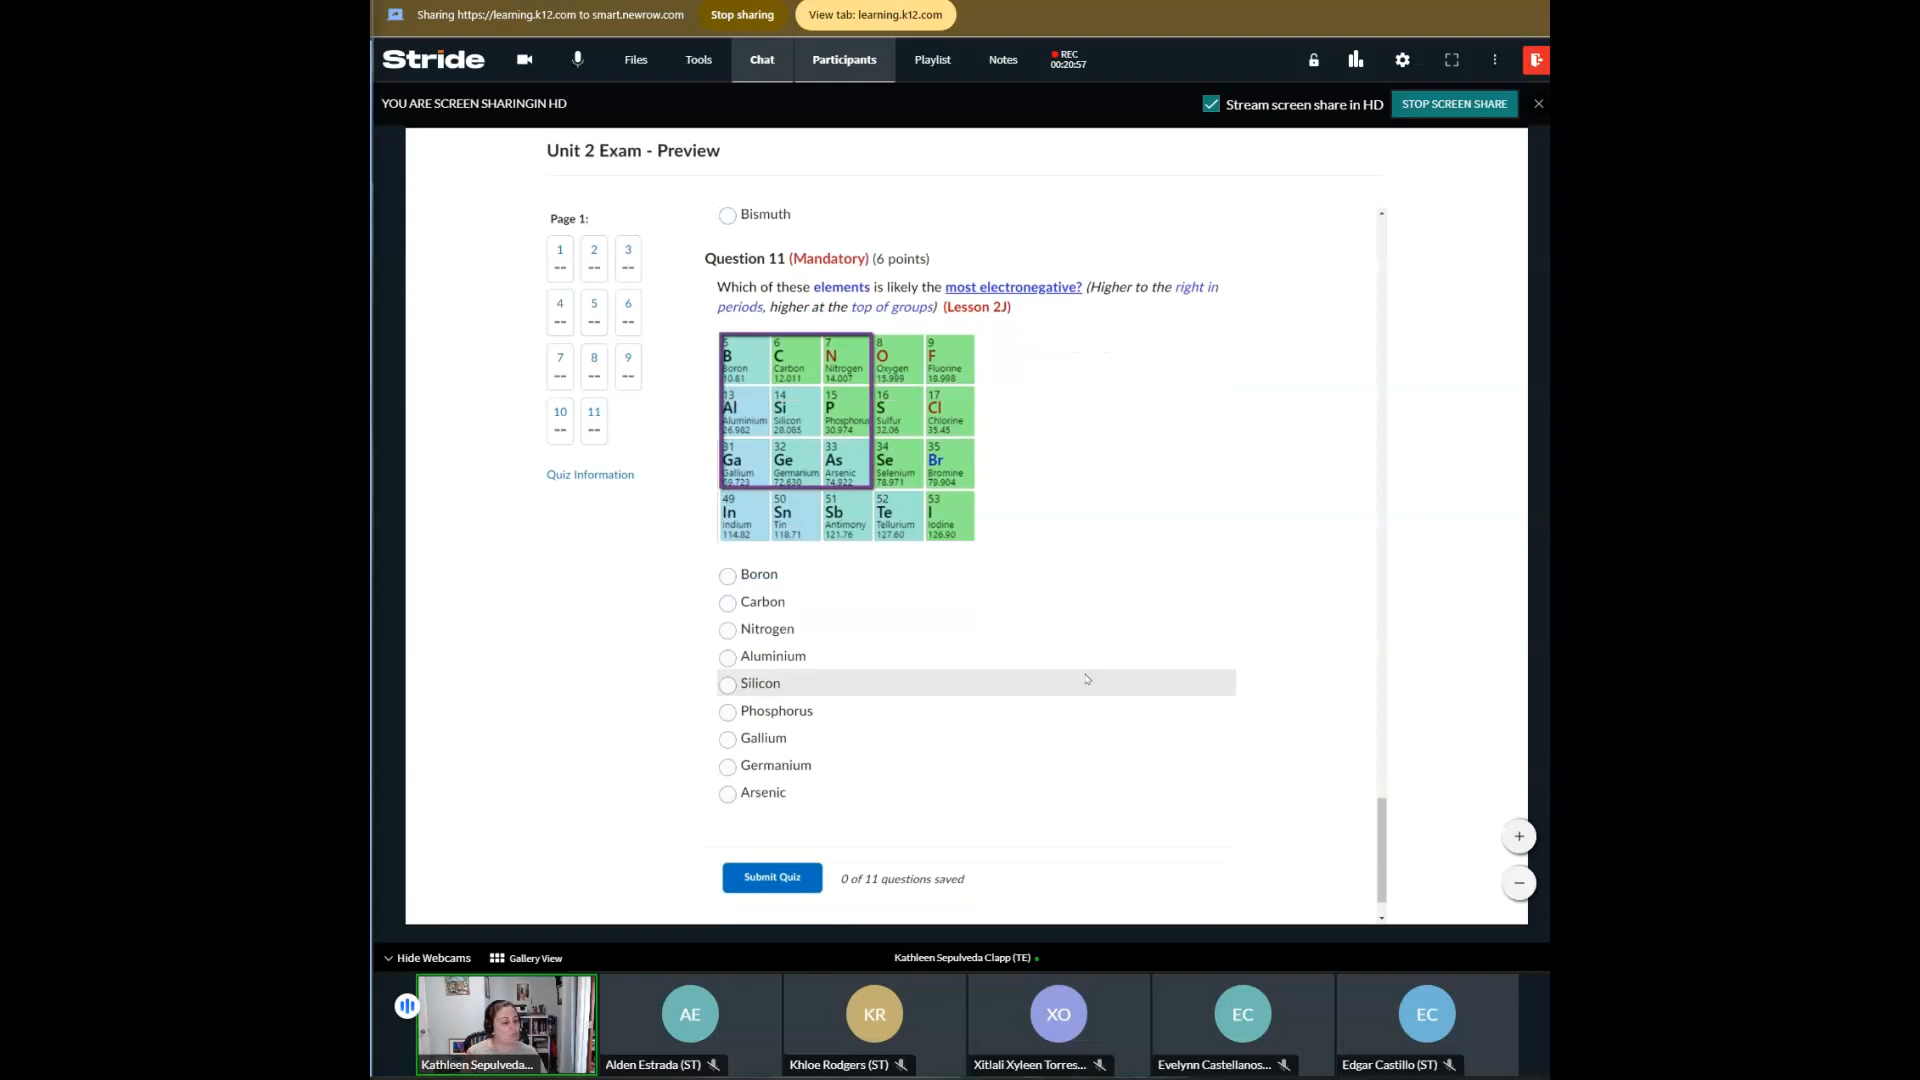 Sharing https://learning.k12.com to smart.newrow.com
Stop sharing
View tab: learning.k12.com
Stride
Files
Tools
Chat
Participants
Playlist
Notes
REC
00:20:57
YOU ARE SCREEN SHARINGIN HD
Stream screen share in HD
STOP SCREEN SHARE
Unit 2 Exam - Preview
Page 1:
1 2 3
-- -- --
4 5 6
-- -- --
7 8 9
-- -- --
10 11
-- --
Quiz Information
Bismuth
Question 11 (Mandatory) (6 points)
Which of these elements is likely the most electronegative? (Higher to the right in
periods, higher at the top of groups) (Lesson 2J)
5 6 7 8 9
B C N O F
Boron Carbon Nitrogen Oxygen Fluorine
10.81 12.011 14.007 15.999 18.998
13 14 15 16 17
Al Si P S Cl
Aluminium Silicon Phosphorus Sulfur Chlorine
26.982 28.085 30.974 32.06 35.45
31 32 33 34 35
Ga Ge As Se Br
Gallium Germanium Arsenic Selenium Bromine
69.723 72.630 74.922 78.971 79.904
49 50 51 52 53
In Sn Sb Te I
Indium Tin Antimony Tellurium Iodine
114.82 118.71 121.76 127.60 126.90
Boron
Carbon
Nitrogen
Aluminium
Silicon
Phosphorus
Gallium
Germanium
Arsenic
Submit Quiz
0 of 11 questions saved
Hide Webcams
Gallery View
Kathleen Sepulveda Clapp (TE)
AE
KR
XO
EC
EC
Kathleen Sepulveda...
Alden Estrada (ST)
Khloe Rodgers (ST)
Xitlali Xyleen Torres...
Evelynn Castellanos...
Edgar Castillo (ST)